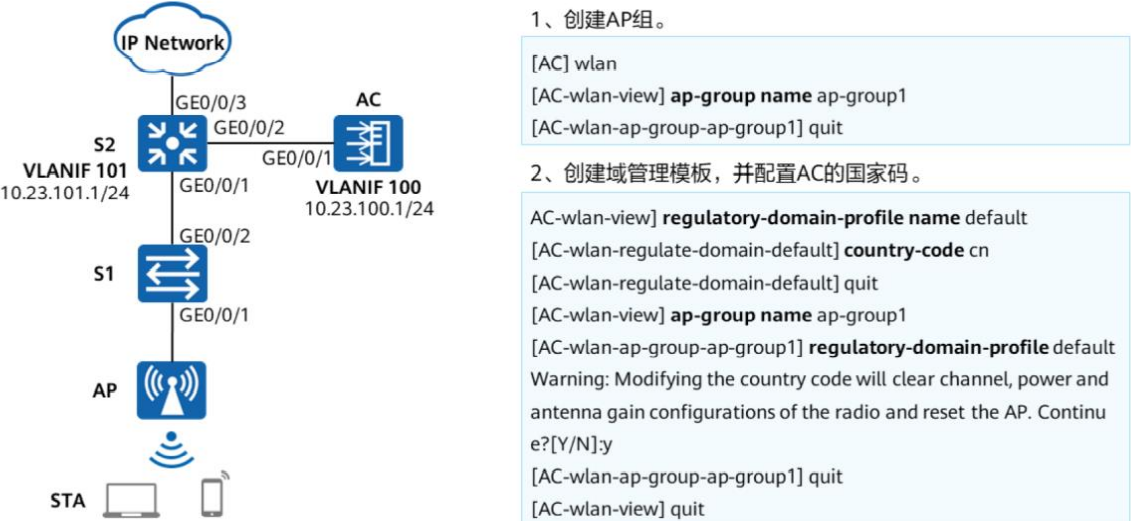 IP Network
GE0/0/3
AC
GE0/0/2
S2
GE0/0/1
VLANIF 101
10.23.101.1/24
GE0/0/1
VLANIF 100
10.23.100.1/24
GE0/0/2
S1
GE0/0/1
AP
STA
1、创建AP组。
[AC] wlan
[AC-wlan-view] ap-group name ap-group1
[AC-wlan-ap-group-ap-group1] quit
2、创建域管理模板，并配置AC的国家码。
AC-wlan-view] regulatory-domain-profile name default
[AC-wlan-regulate-domain-default] country-code cn
[AC-wlan-regulate-domain-default] quit
[AC-wlan-view] ap-group name ap-group1
[AC-wlan-ap-group-ap-group1] regulatory-domain-profile default
Warning: Modifying the country code will clear channel, power and
antenna gain configurations of the radio and reset the AP. Continu
e?[Y/N]:y
[AC-wlan-ap-group-ap-group1] quit
[AC-wlan-view] quit